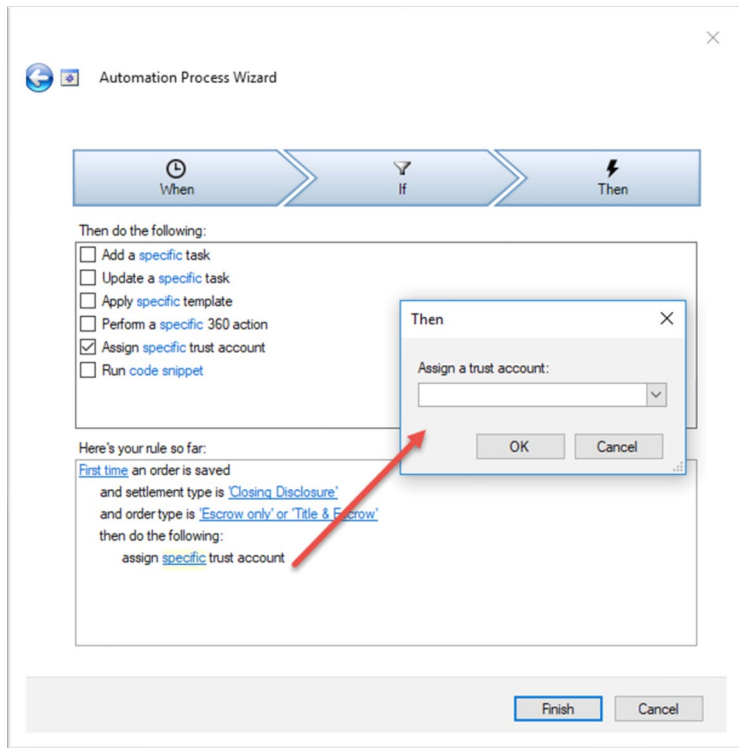 Automation Process Wizard
When
If
Then
Then do the following:
Add a specific task
Update a specific task
Apply specific template
Perform a specific 360 action
Assign specific trust account
Run code snippet
Then
Assign a trust account:
OK
Cancel
Here's your rule so far:
First time an order is saved
and settlement type is 'Closing Disclosure'
and order type is 'Escrow only' or 'Title & Escrow'
then do the following:
assign specific trust account
Finish
Cancel